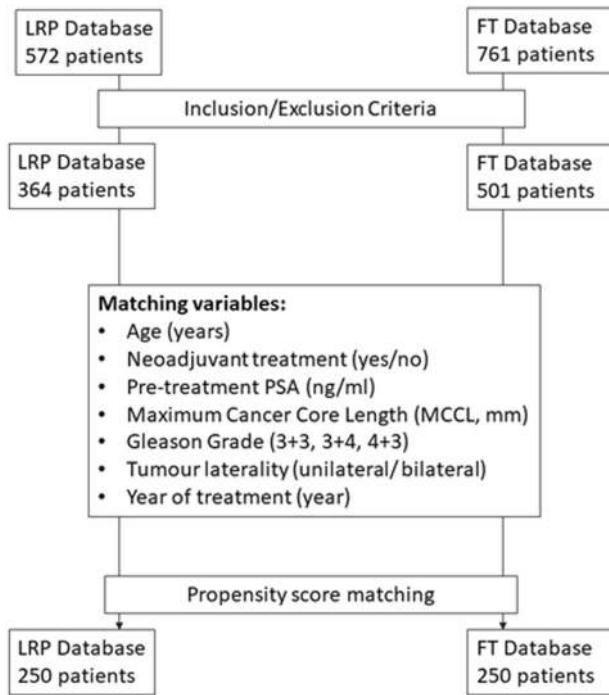 LRP Database
572 patients
FT Database
761 patients
Inclusion/Exclusion Criteria
LRP Database
364 patients
FT Database
501 patients
Matching variables:
• Age (years)
• Neoadjuvant treatment (yes/no)
• Pre-treatment PSA (ng/ml)
• Maximum Cancer Core Length (MCCL, mm)
• Gleason Grade (3+3, 3+4, 4+3)
• Tumour laterality (unilateral/ bilateral)
• Year of treatment (year)
Propensity score matching
LRP Database
250 patients
FT Database
250 patients